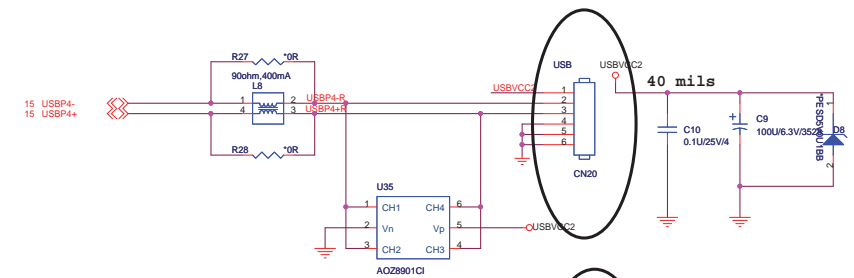 R27 *0R
90ohm,400mA
L8
1 2 USBP4-R
4 3 USBP4+R
15 USBP4-
15 USBP4+
R28 *0R
USB
USBVCC2
USBVCC2
1
2
3
4
5
6
CN20
40 mils
C10
0.1U/25V/4
+
C9
100U/6.3V/3528
1
D8
2
U35
1 CH1 CH4 6
2 Vn Vp 5 USBVCC2
3 CH2 CH3 4
AOZ8901CI